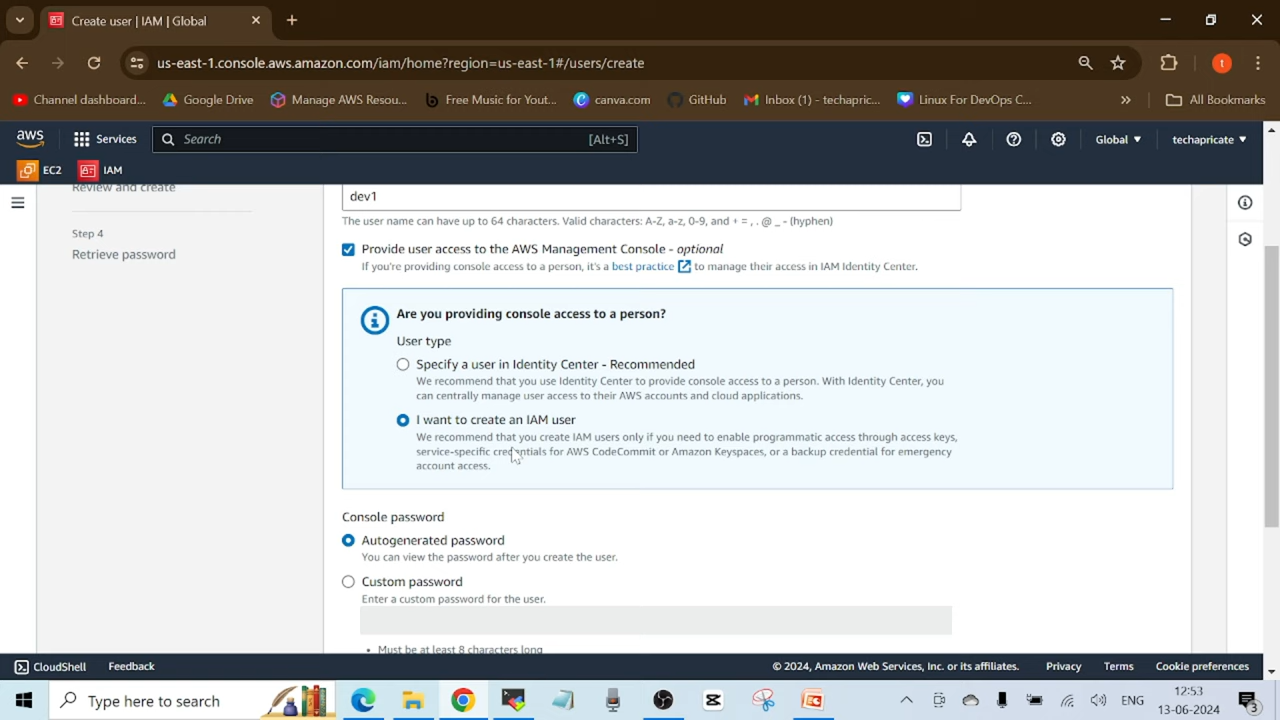 Create user | IAM | Global
us-east-1.console.aws.amazon.com/iam/home?region=us-east-1#/users/create
t
Channel dashboard...
Google Drive
Manage AWS Resou...
Free Music for Yout...
canva.com
GitHub
Inbox (1) - techapric...
Linux For DevOps C...
All Bookmarks
aws
Services
Search
[Alt+S]
Global
techapricate
EC2
IAM
Review and create
Step 4
Retrieve password
dev1
The user name can have up to 64 characters. Valid characters: A-Z, a-z, 0-9, and + = , . @ _ - (hyphen)
Provide user access to the AWS Management Console - optional
If you're providing console access to a person, it's a best practice to manage their access in IAM Identity Center.
Are you providing console access to a person?
User type
Specify a user in Identity Center - Recommended
We recommend that you use Identity Center to provide console access to a person. With Identity Center, you
can centrally manage user access to their AWS accounts and cloud applications.
I want to create an IAM user
We recommend that you create IAM users only if you need to enable programmatic access through access keys,
service-specific credentials for AWS CodeCommit or Amazon Keyspaces, or a backup credential for emergency
account access.
Console password
Autogenerated password
You can view the password after you create the user.
Custom password
Enter a custom password for the user.
• Must be at least 8 characters long
CloudShell
Feedback
© 2024, Amazon Web Services, Inc. or its affiliates.
Privacy
Terms
Cookie preferences
Type here to search
ENG
12:53
13-06-2024
3